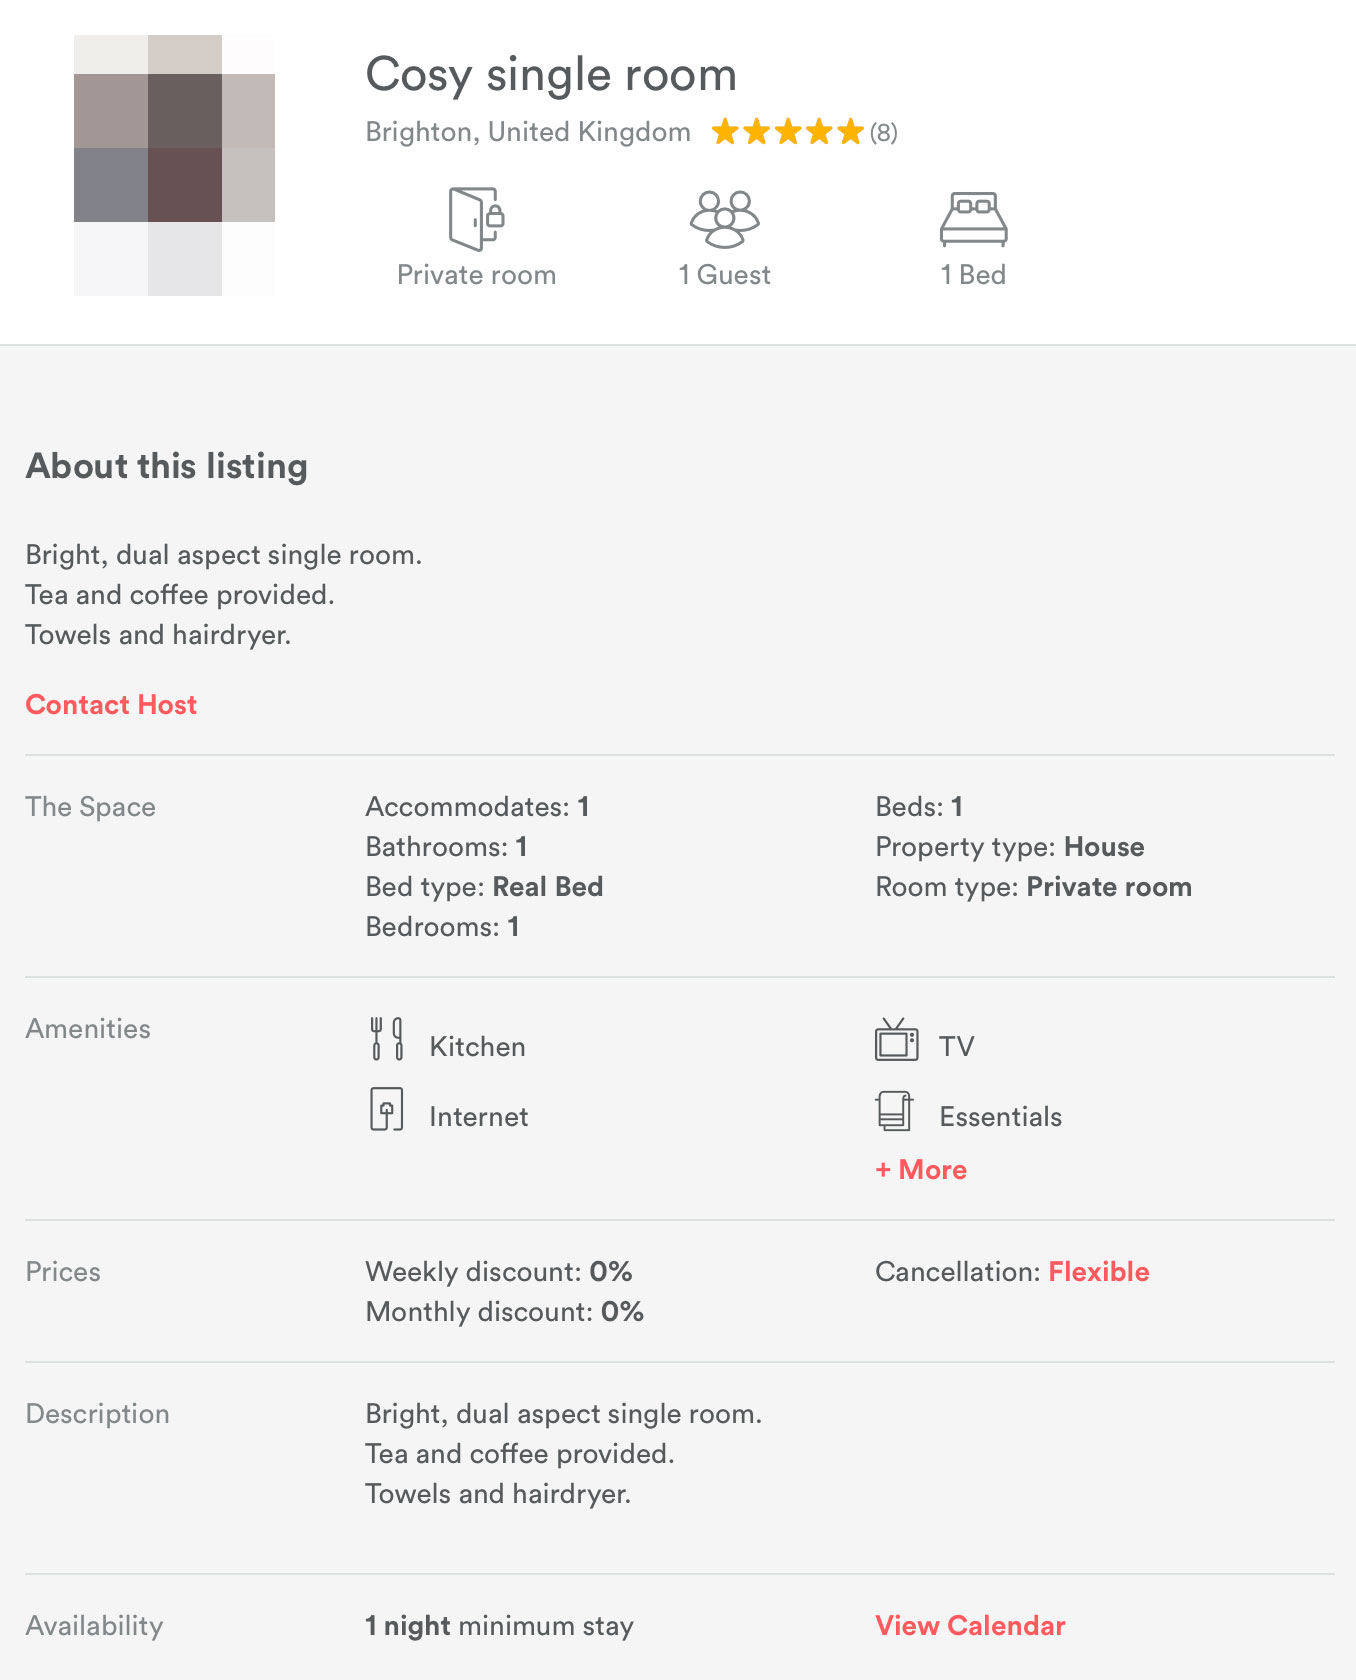 Cosy single room
Brighton, United Kingdom ★★★★★ (8)
Private room 1 Guest 1 Bed
About this listing
Bright, dual aspect single room.
Tea and coffee provided.
Towels and hairdryer.
Contact Host
The Space
Accommodates: 1
Bathrooms: 1
Bed type: Real Bed
Bedrooms: 1
Beds: 1
Property type: House
Room type: Private room
Amenities
Kitchen
Internet
TV
Essentials
+ More
Prices
Weekly discount: 0%
Monthly discount: 0%
Cancellation: Flexible
Description
Bright, dual aspect single room.
Tea and coffee provided.
Towels and hairdryer.
Availability
1 night minimum stay
View Calendar